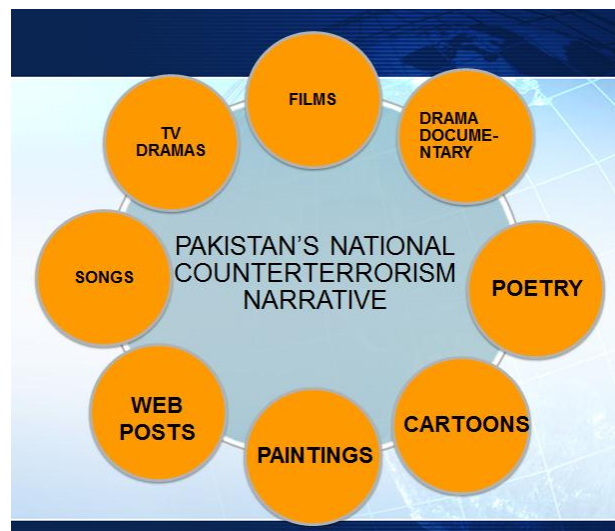 FILMS
DRAMA
DOCUME-
NTARY
POETRY
CARTOONS
PAINTINGS
WEB
POSTS
SONGS
TV
DRAMAS
PAKISTAN'S NATIONAL
COUNTERTERRORISM
NARRATIVE